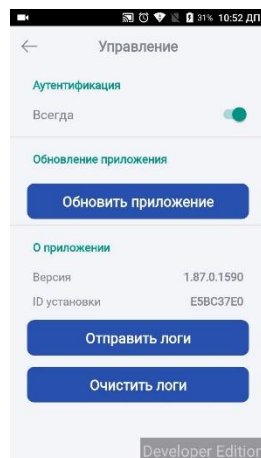 31% 10:52 ДП
Управление
Аутентификация
Всегда
Обновление приложения
Обновить приложение
О приложении
Версия 1.87.0.1590
ID установки E5BC37E0
Отправить логи
Очистить логи
Developer Edition